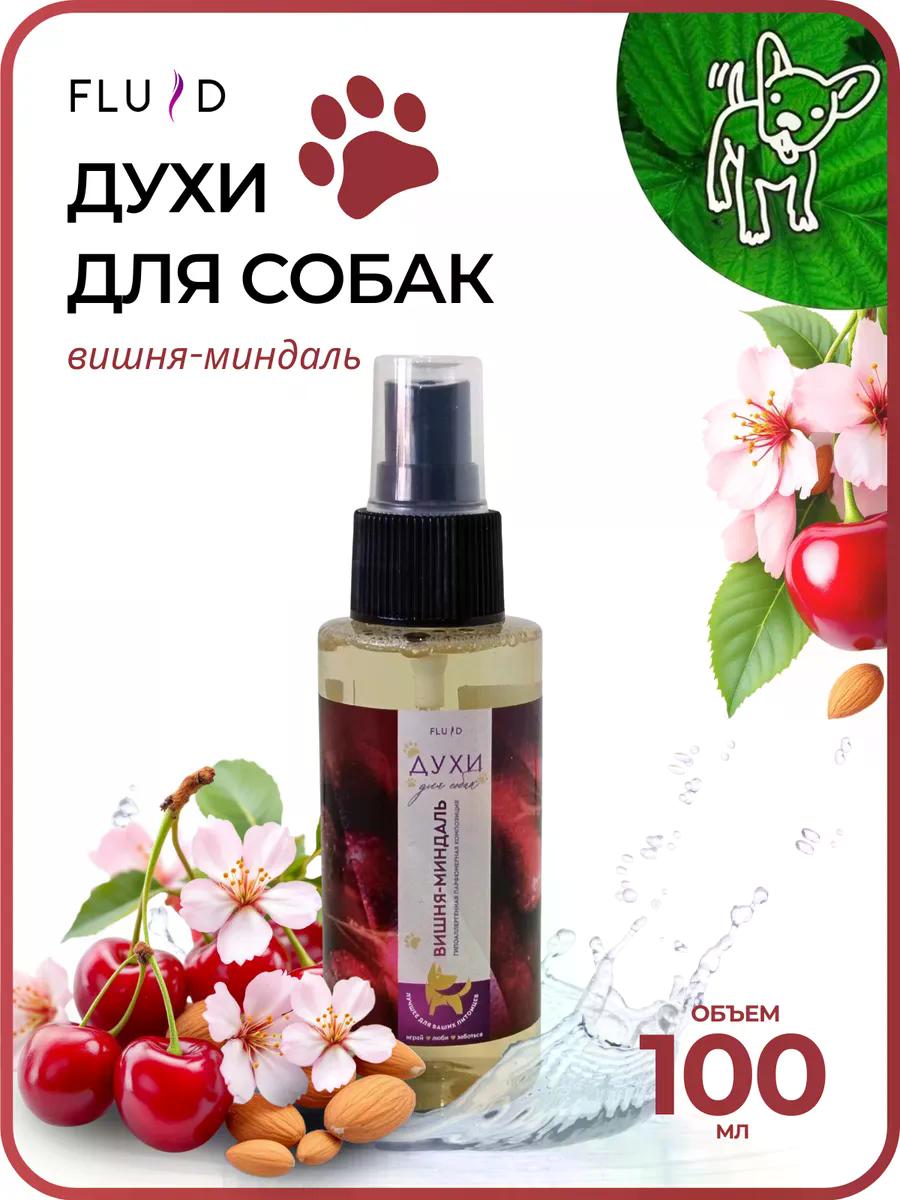 FLUID
ДУХИ
ДЛЯ СОБАК
вишня-миндаль
FLUID
ДУХИ
для собак
ВИШНЯ-МИНДАЛЬ
ГИПОАЛЛЕРГЕННАЯ ПАРФЮМЕРНАЯ КОМПОЗИЦИЯ
ЛУЧШЕЕ ДЛЯ ВАШИХ ПИТОМЦЕВ
играй люби заботься
ОБЪЕМ
100
МЛ